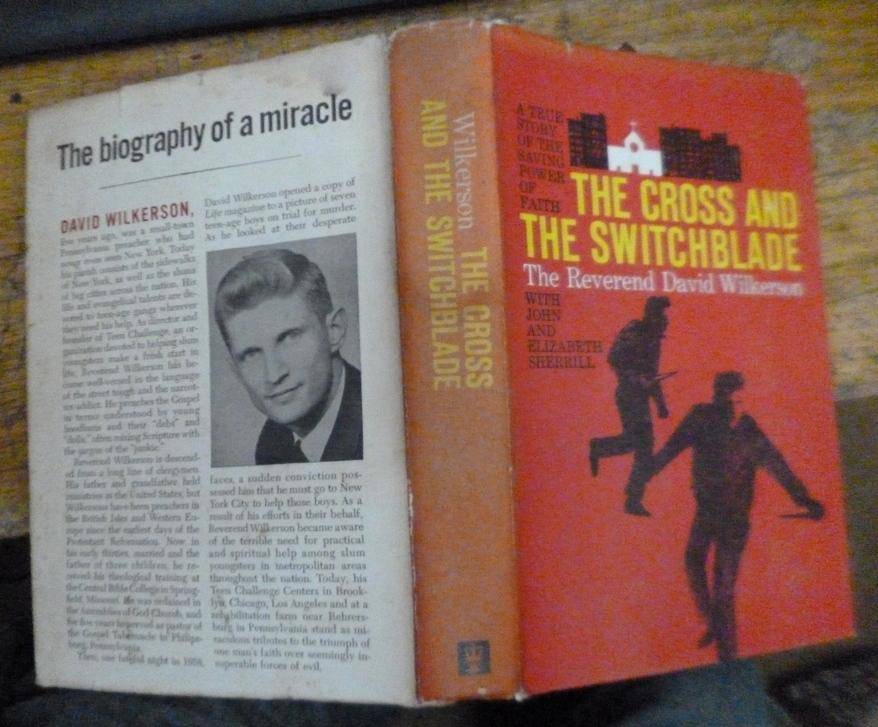 The biography of a miracle
DAVID WILKERSON,
five years ago, was a small-town
Pennsylvania preacher who had
never even seen New York. Today
his parish consists of the sidewalks
of New York, as well as the slums
of big cities across the nation. His
life and evangelical talents are de-
voted to teen-age gangs wherever
they need his help. As director and
founder of Teen Challenge, an or-
ganization devoted to helping slum
youngsters make a fresh start in
life, Reverend Wilkerson has be-
come well-versed in the language
of the street tough and the narcot-
ics addict. He preaches the Gospel
in terms understood by young
hoodlums and their "debs" and
"dolls," often mixing Scripture with
the jargon of the "junkie."
Reverend Wilkerson is descend-
ed from a long line of clergymen.
His father and grandfather held
ministries in the United States, but
Wilkersons have been preachers in
the British Isles and Western Eu-
rope since the earliest days of the
Protestant Reformation. Now in
his early thirties, married and the
father of three children, he re-
ceived his theological training at
the Central Bible College in Spring-
field, Missouri. He was ordained in
the Assemblies of God Church, and
for five years he served as pastor of
the Gospel Tabernacle in Philips-
burg, Pennsylvania.
Then, one fateful night in 1958,
David Wilkerson opened a copy of
Life magazine to a picture of seven
teen-age boys on trial for murder.
As he looked at their desperate
faces, a sudden conviction pos-
sessed him that he must go to New
York City to help those boys. As a
result of his efforts in their behalf,
Reverend Wilkerson became aware
of the terrible need for practical
and spiritual help among slum
youngsters in metropolitan areas
throughout the nation. Today, his
Teen Challenge Centers in Brook-
lyn, Chicago, Los Angeles and at a
rehabilitation farm near Rehrers-
burg in Pennsylvania stand as mi-
raculous tributes to the triumph of
one man's faith over seemingly in-
superable forces of evil.
Wilkerson THE CROSS
AND THE SWITCHBLADE
A TRUE
STORY
OF THE
SAVING
POWER
OF
FAITH
THE CROSS AND
THE SWITCHBLADE
The Reverend David Wilkerson
WITH
JOHN
AND
ELIZABETH
SHERRILL